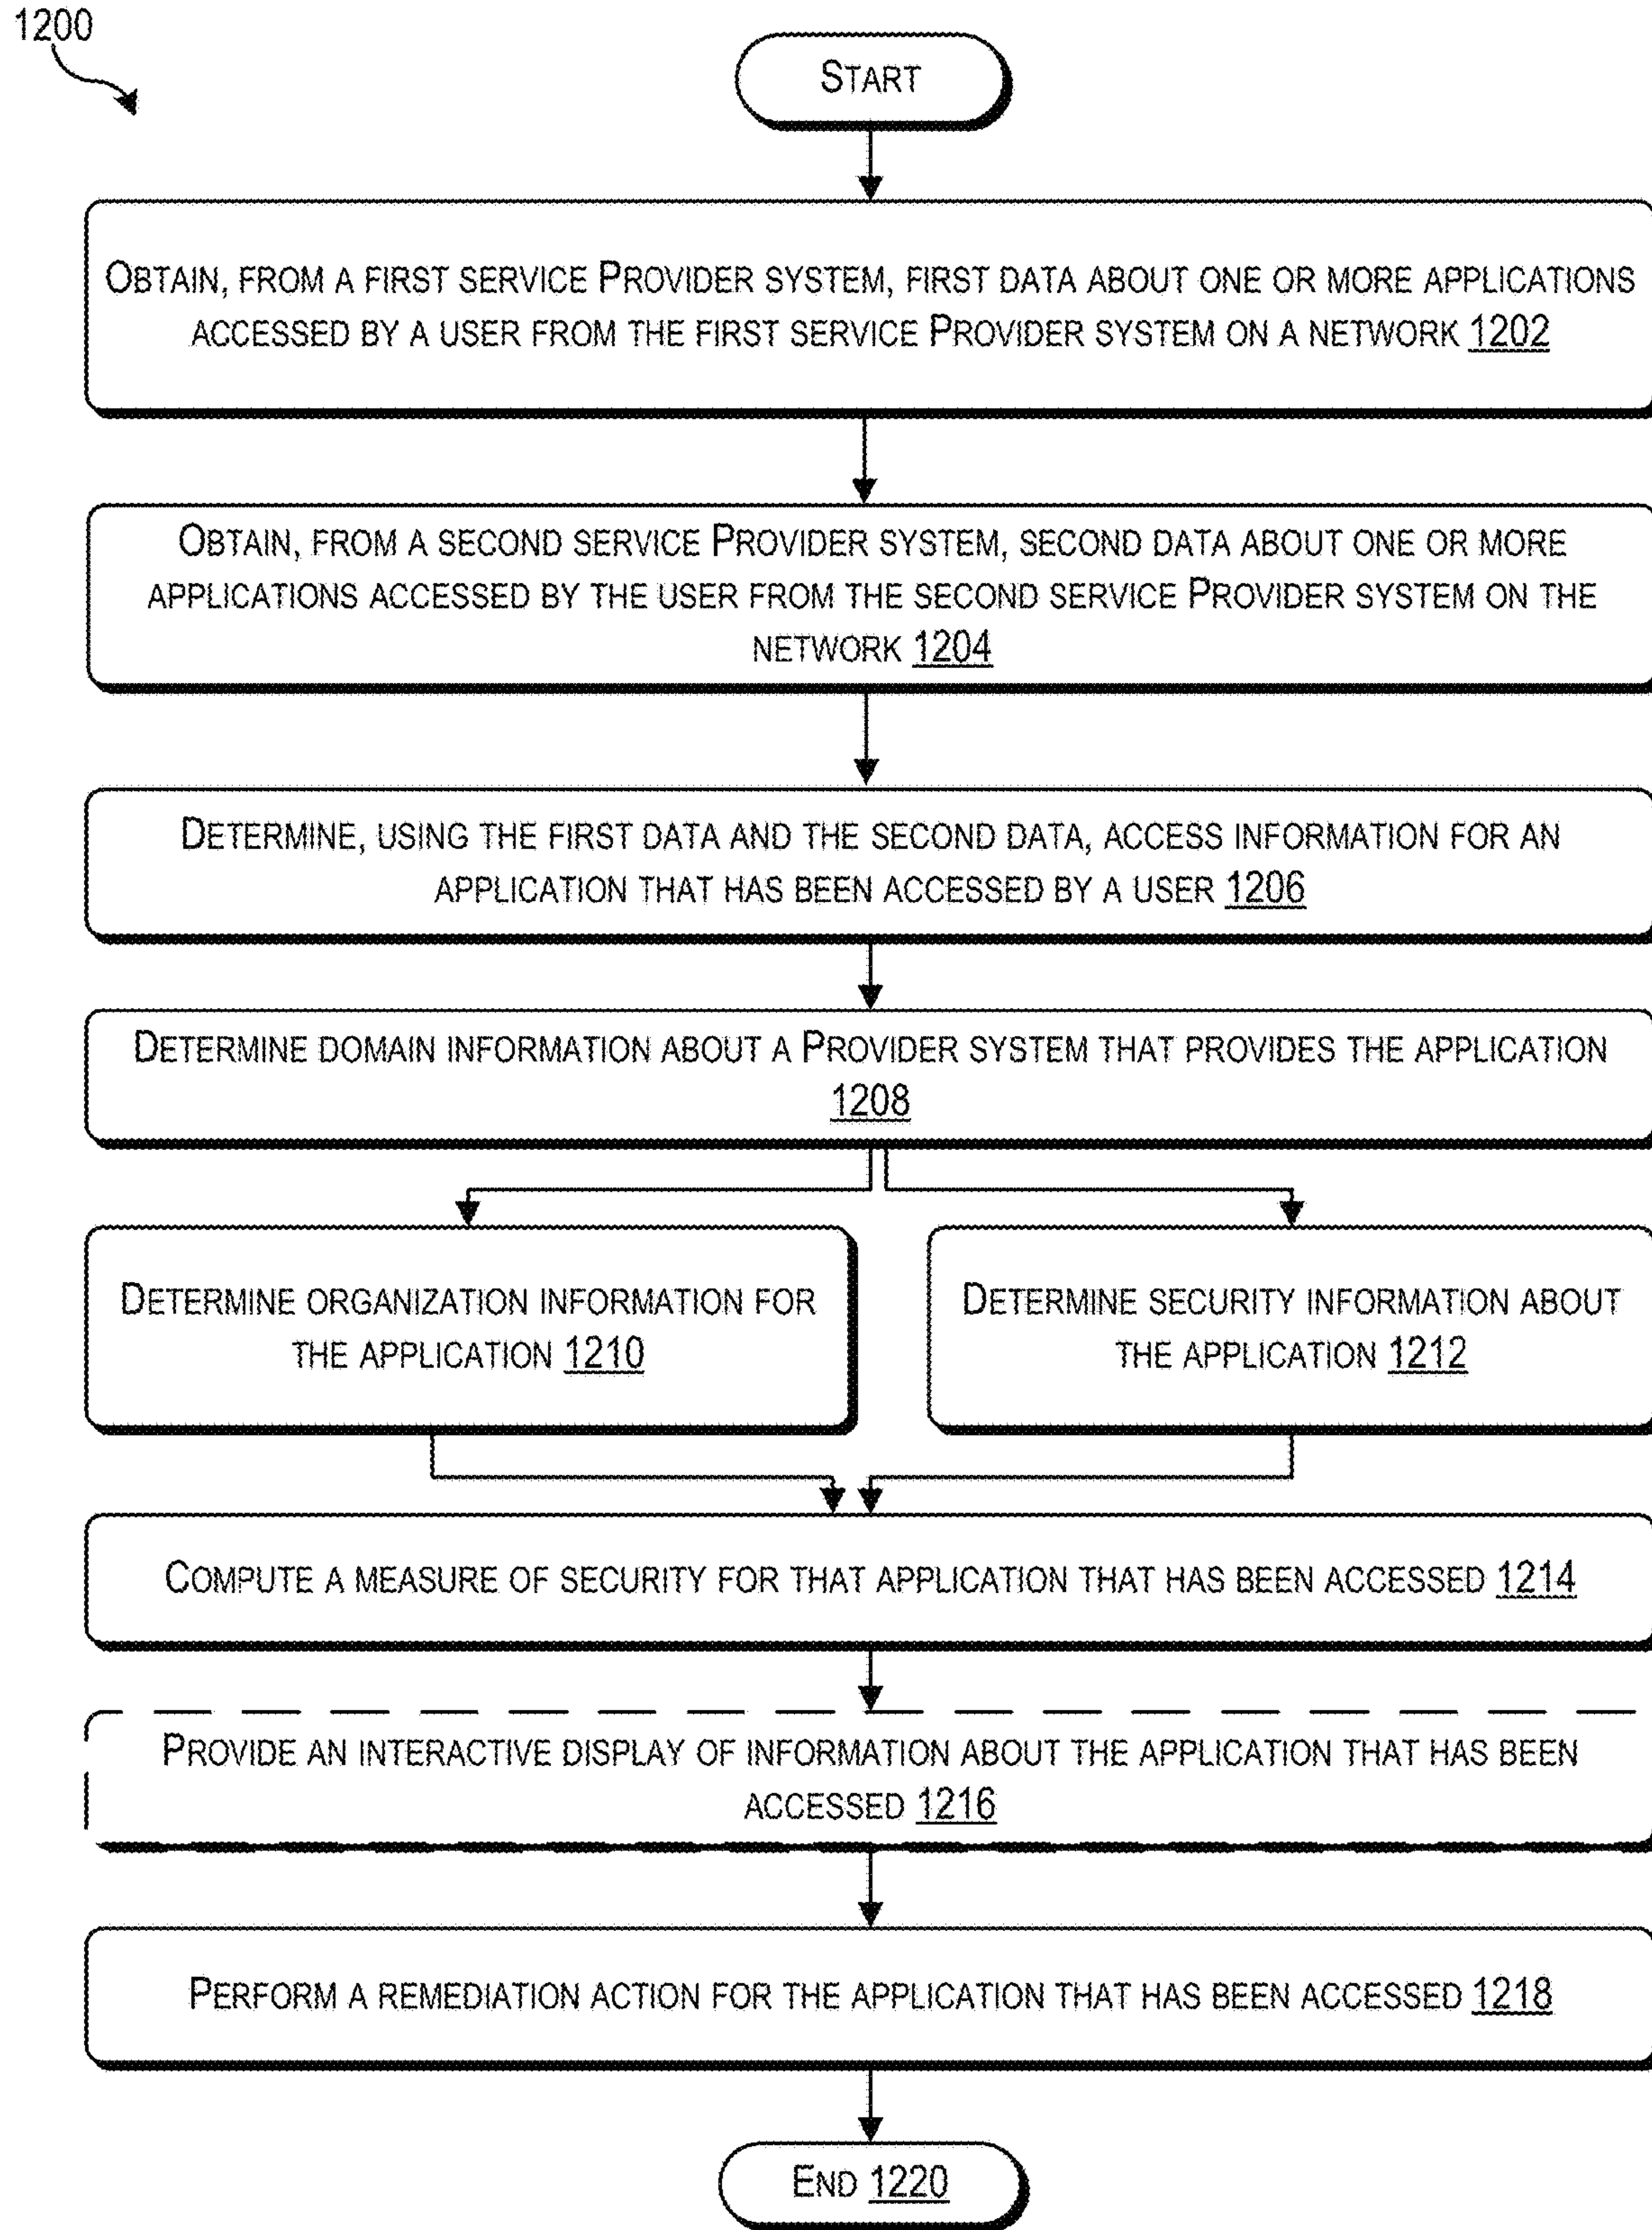 1200
START
OBTAIN, FROM A FIRST SERVICE PROVIDER SYSTEM, FIRST DATA ABOUT ONE OR MORE APPLICATIONS
ACCESSED BY A USER FROM THE FIRST SERVICE PROVIDER SYSTEM ON A NETWORK 1202
OBTAIN, FROM A SECOND SERVICE PROVIDER SYSTEM, SECOND DATA ABOUT ONE OR MORE
APPLICATIONS ACCESSED BY THE USER FROM THE SECOND SERVICE PROVIDER SYSTEM ON THE
NETWORK 1204
DETERMINE, USING THE FIRST DATA AND THE SECOND DATA, ACCESS INFORMATION FOR AN
APPLICATION THAT HAS BEEN ACCESSED BY A USER 1206
DETERMINE DOMAIN INFORMATION ABOUT A PROVIDER SYSTEM THAT PROVIDES THE APPLICATION
1208
DETERMINE ORGANIZATION INFORMATION FOR
THE APPLICATION 1210
DETERMINE SECURITY INFORMATION ABOUT
THE APPLICATION 1212
COMPUTE A MEASURE OF SECURITY FOR THAT APPLICATION THAT HAS BEEN ACCESSED 1214
PROVIDE AN INTERACTIVE DISPLAY OF INFORMATION ABOUT THE APPLICATION THAT HAS BEEN
ACCESSED 1216
PERFORM A REMEDIATION ACTION FOR THE APPLICATION THAT HAS BEEN ACCESSED 1218
END 1220